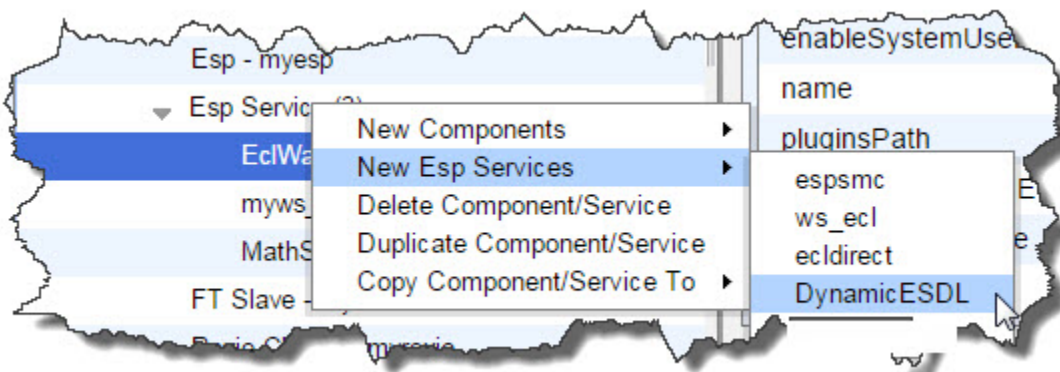 Esp - myesp
Esp Servic
EclWa
myws_
MathS
FT Slave -
New Components
New Esp Services
Delete Component/Service
Duplicate Component/Service
Copy Component/Service To
espsmc
ws_ecl
ecldirect
DynamicESDL
enableSystemUse
name
pluginsPath